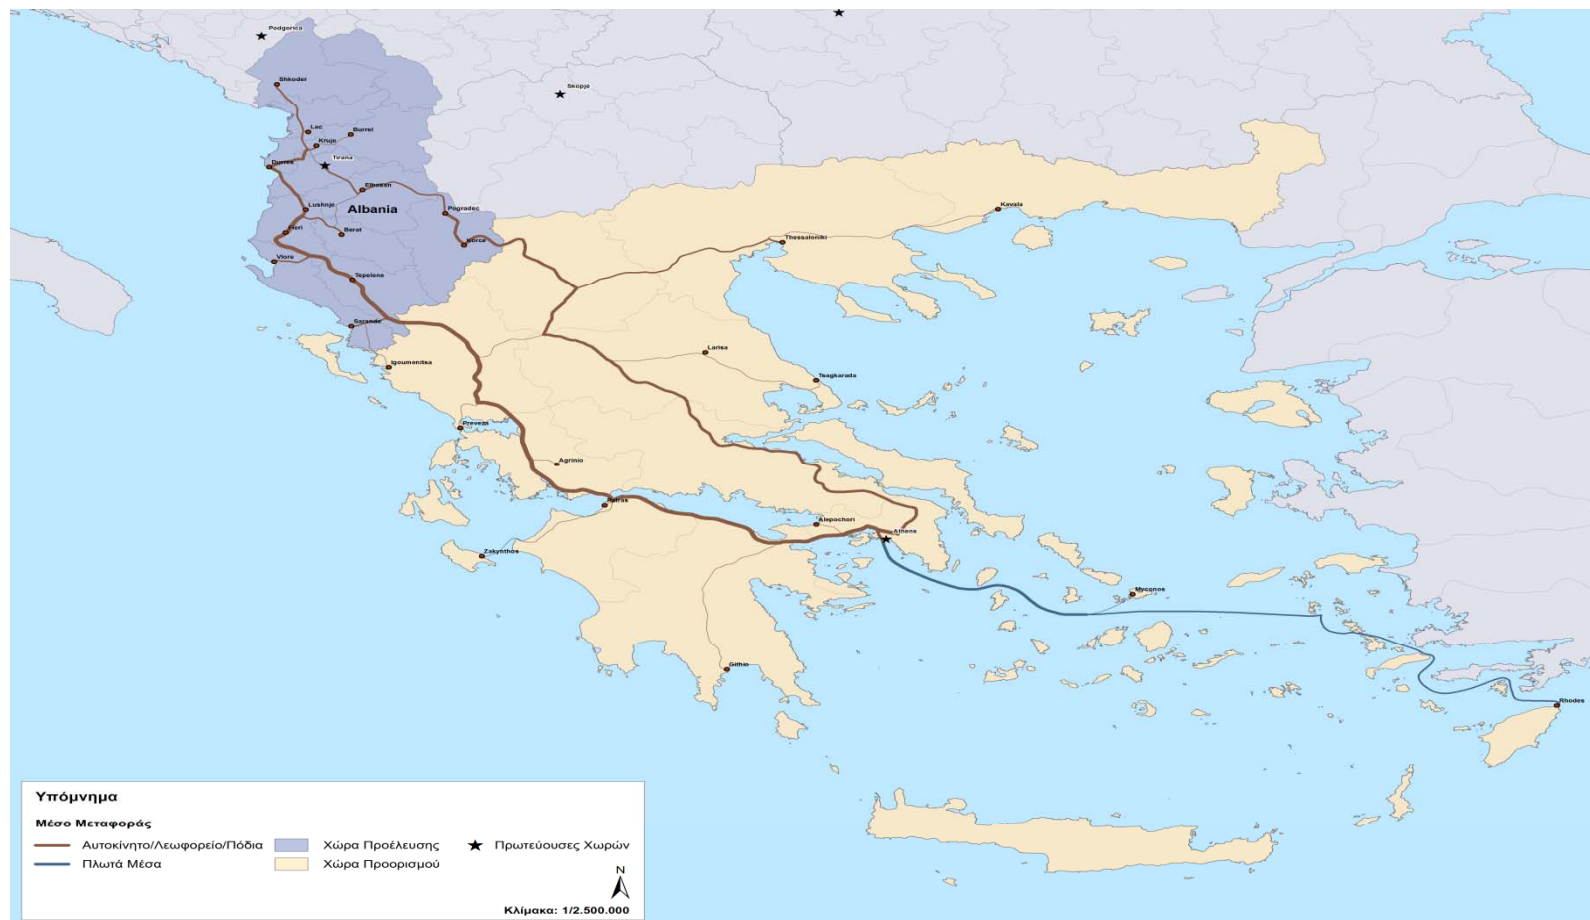 Podgorica
Skopje
Shkoder
Lac
Burrel
Kruje
Tirana
Durres
Elbasan
Lushnje
Albania
Pogradec
Kavala
Fieri
Berat
Korce
Thessaloniki
Vlore
Tepelene
Sarande
Igoumenitsa
Larisa
Tsagkarada
Preveza
Agrinio
Patras
Alepochori
Athens
Zakynthos
Myconos
Githio
Rhodes
Υπόμνημα
Μέσο Μεταφοράς
Αυτοκίνητο/Λεωφορείο/Πόδια Χώρα Προέλευσης Πρωτεύουσες Χωρών
Πλωτά Μέσα Χώρα Προορισμού
N
Κλίμακα: 1/2.500.000